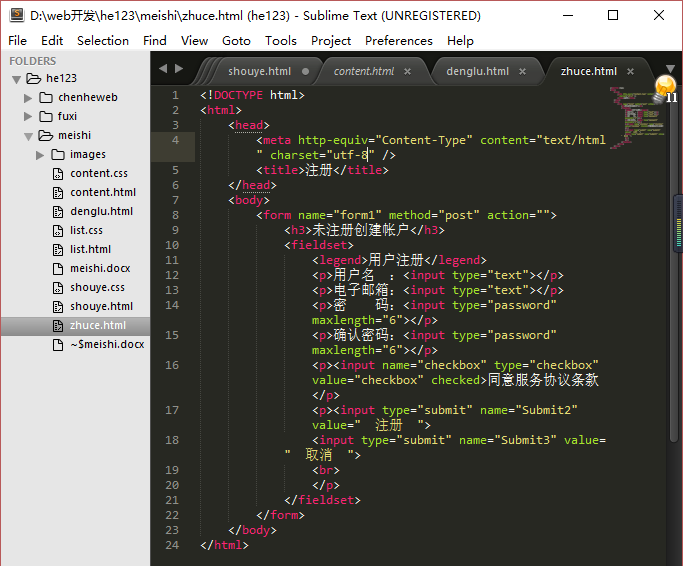 D:\web开发\he123\meishi\zhuce.html (he123) - Sublime Text (UNREGISTERED)
File Edit Selection Find View Goto Tools Project Preferences Help
FOLDERS
he123
chenheweb
fuxi
meishi
images
content.css
content.html
denglu.html
list.css
list.html
meishi.docx
shouye.css
shouye.html
zhuce.html
~$meishi.docx
shouye.html content.html × denglu.html × zhuce.html ×
1 <!DOCTYPE html>
2 <html>
3 <head>
4 <meta http-equiv="Content-Type" content="text/html
" charset="utf-8" />
5 <title>注册</title>
6 </head>
7 <body>
8 <form name="form1" method="post" action="">
9 <h3>未注册创建帐户</h3>
10 <fieldset>
11 <legend>用户注册</legend>
12 <p>用户名 ：<input type="text"></p>
13 <p>电子邮箱：<input type="text"></p>
14 <p>密　　码：<input type="password"
maxlength="6"></p>
15 <p>确认密码：<input type="password"
maxlength="6"></p>
16 <p><input name="checkbox" type="checkbox"
value="checkbox" checked>同意服务协议条款
</p>
17 <p><input type="submit" name="Submit2"
value="　注册　">
18 <input type="submit" name="Submit3" value=
"　取消　">
19 <br>
20 </p>
21 </fieldset>
22 </form>
23 </body>
24 </html>